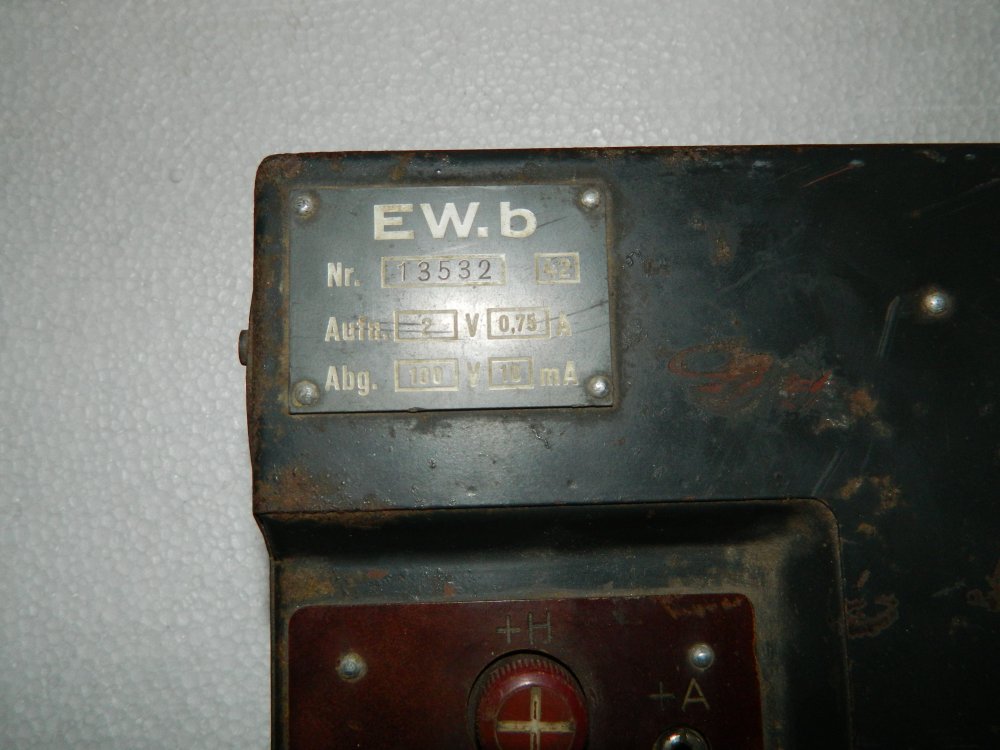 EW.b
Nr. 13532 42
Aufn. 2 V 0,75 A
Abg. 100 V 10 mA
+H
+A